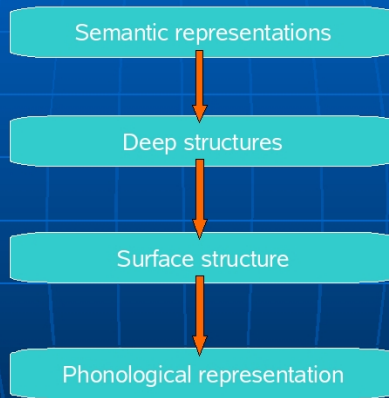 Semantic representations
Deep structures
Surface structure
Phonological representation